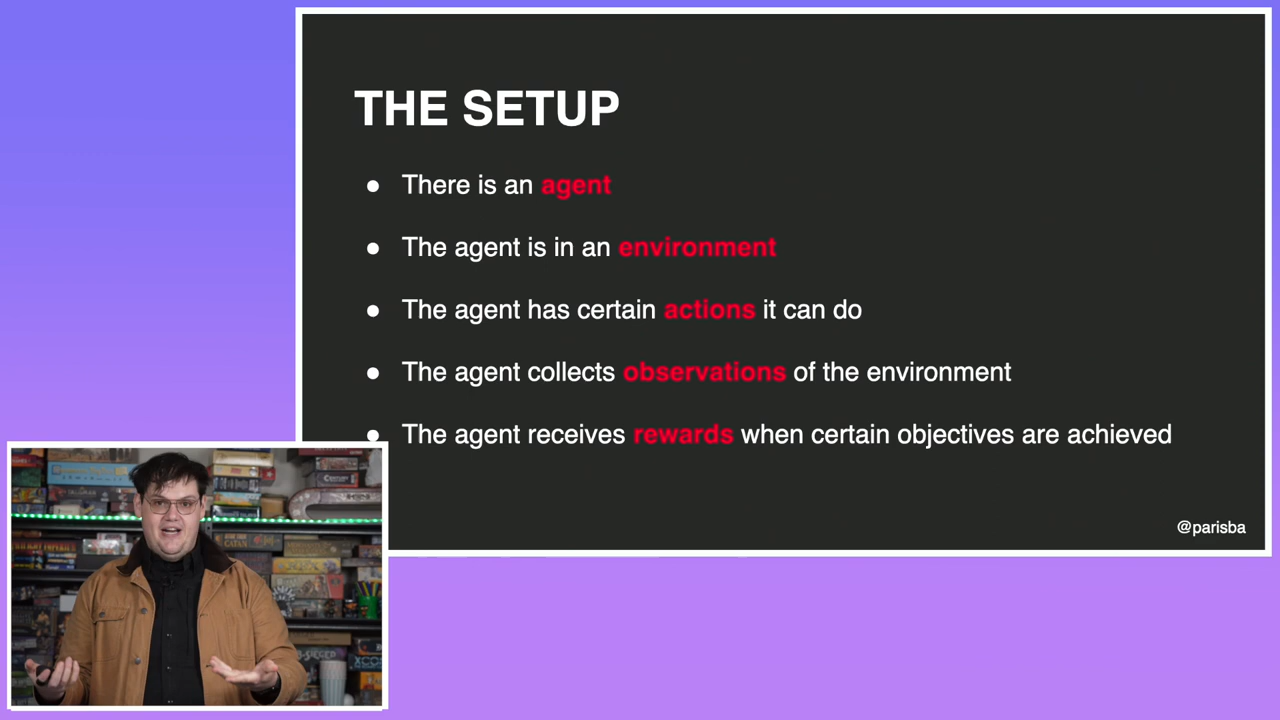 THE SETUP
● There is an agent
● The agent is in an environment
● The agent has certain actions it can do
● The agent collects observations of the environment
● The agent receives rewards when certain objectives are achieved
@parisba
CATAN